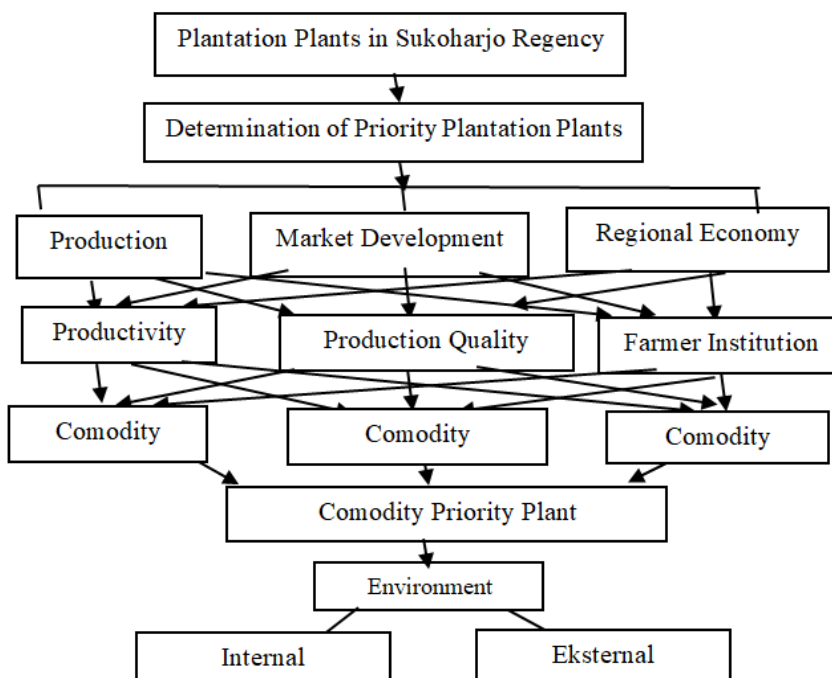 Plantation Plants in Sukoharjo Regency
Determination of Priority Plantation Plants
Production
Market Development
Regional Economy
Productivity
Production Quality
Farmer Institution
Comodity
Comodity
Comodity
Comodity Priority Plant
Environment
Internal
Eksternal